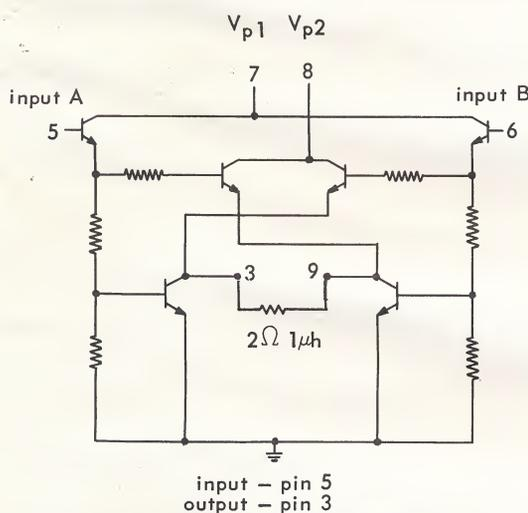 Vp1 Vp2
7 8
input A input B
5 6
3 9
2Ω 1μh
input – pin 5
output – pin 3